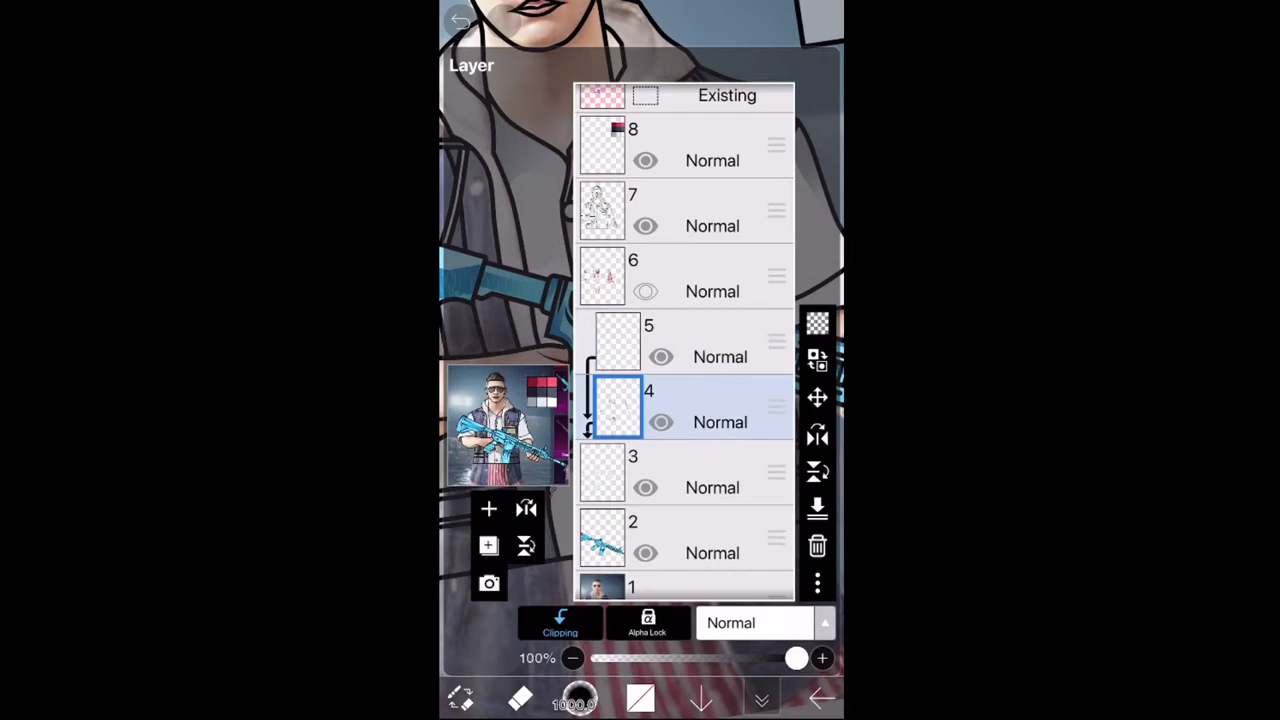 Layer
Existing
8
Normal
7
Normal
6
Normal
5
Normal
4
Normal
3
Normal
2
Normal
1
Clipping
α
Alpha Lock
Normal
100%
1000.0